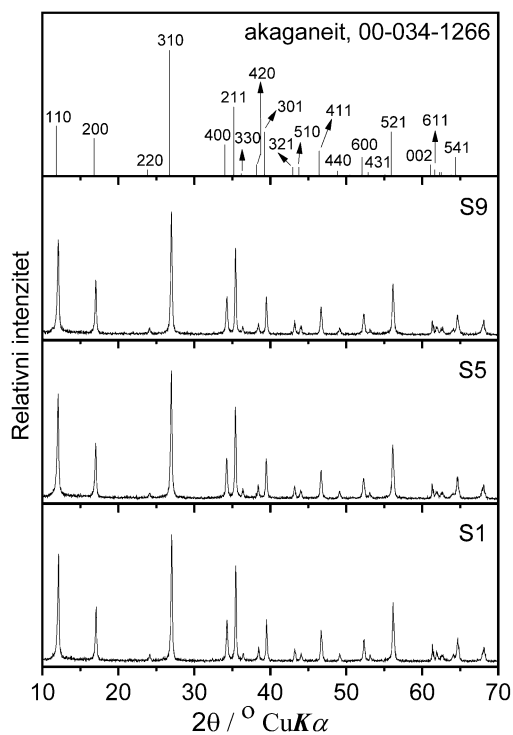 akaganeit, 00-034-1266
310
420
211
301
110
200
400
330
411
521
611
321
510
220
440
600
431
002
541
S9
S5
S1
Relativni intenzitet
10 20 30 40 50 60 70
2θ / ° CuKα